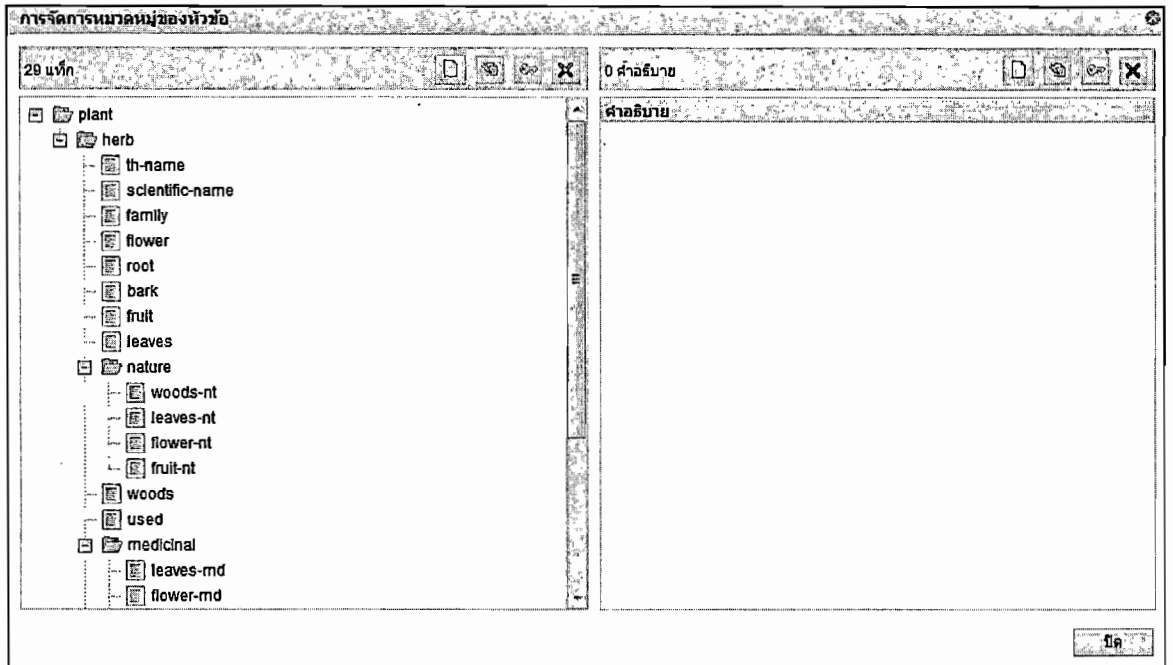 การจัดการหมวดหมู่ของหัวข้อ
29 แท็ก
plant
herb
th-name
scientific-name
family
flower
root
bark
fruit
leaves
nature
woods-nt
leaves-nt
flower-nt
fruit-nt
woods
used
medicinal
leaves-md
flower-md
0 คำอธิบาย
คำอธิบาย
ปิด